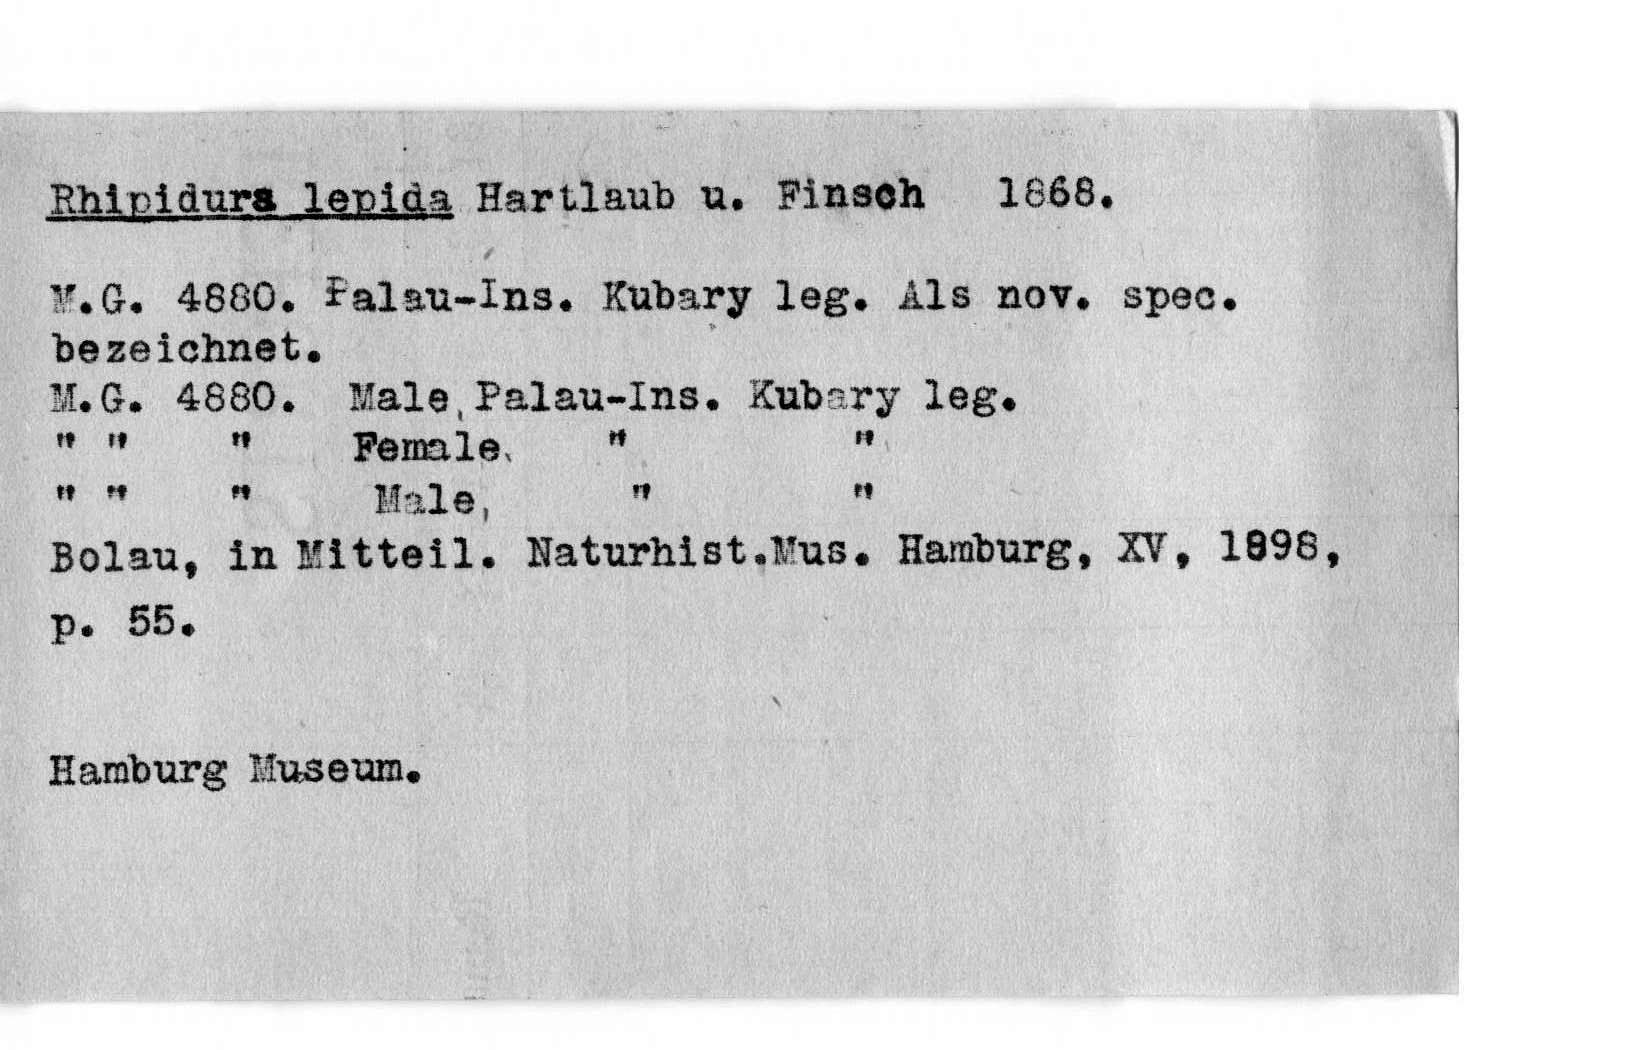 Rhipidura lepida Hartlaub u. Finsch 1868.
M.G. 4880. Palau-Ins. Kubary leg. Als nov. spec.
bezeichnet.
M.G. 4880. Male, Palau-Ins. Kubary leg.
" " " Female, " "
" " " Male, " "
Bolau, in Mitteil. Naturhist.Mus. Hamburg, XV, 1898,
p. 55.
Hamburg Museum.